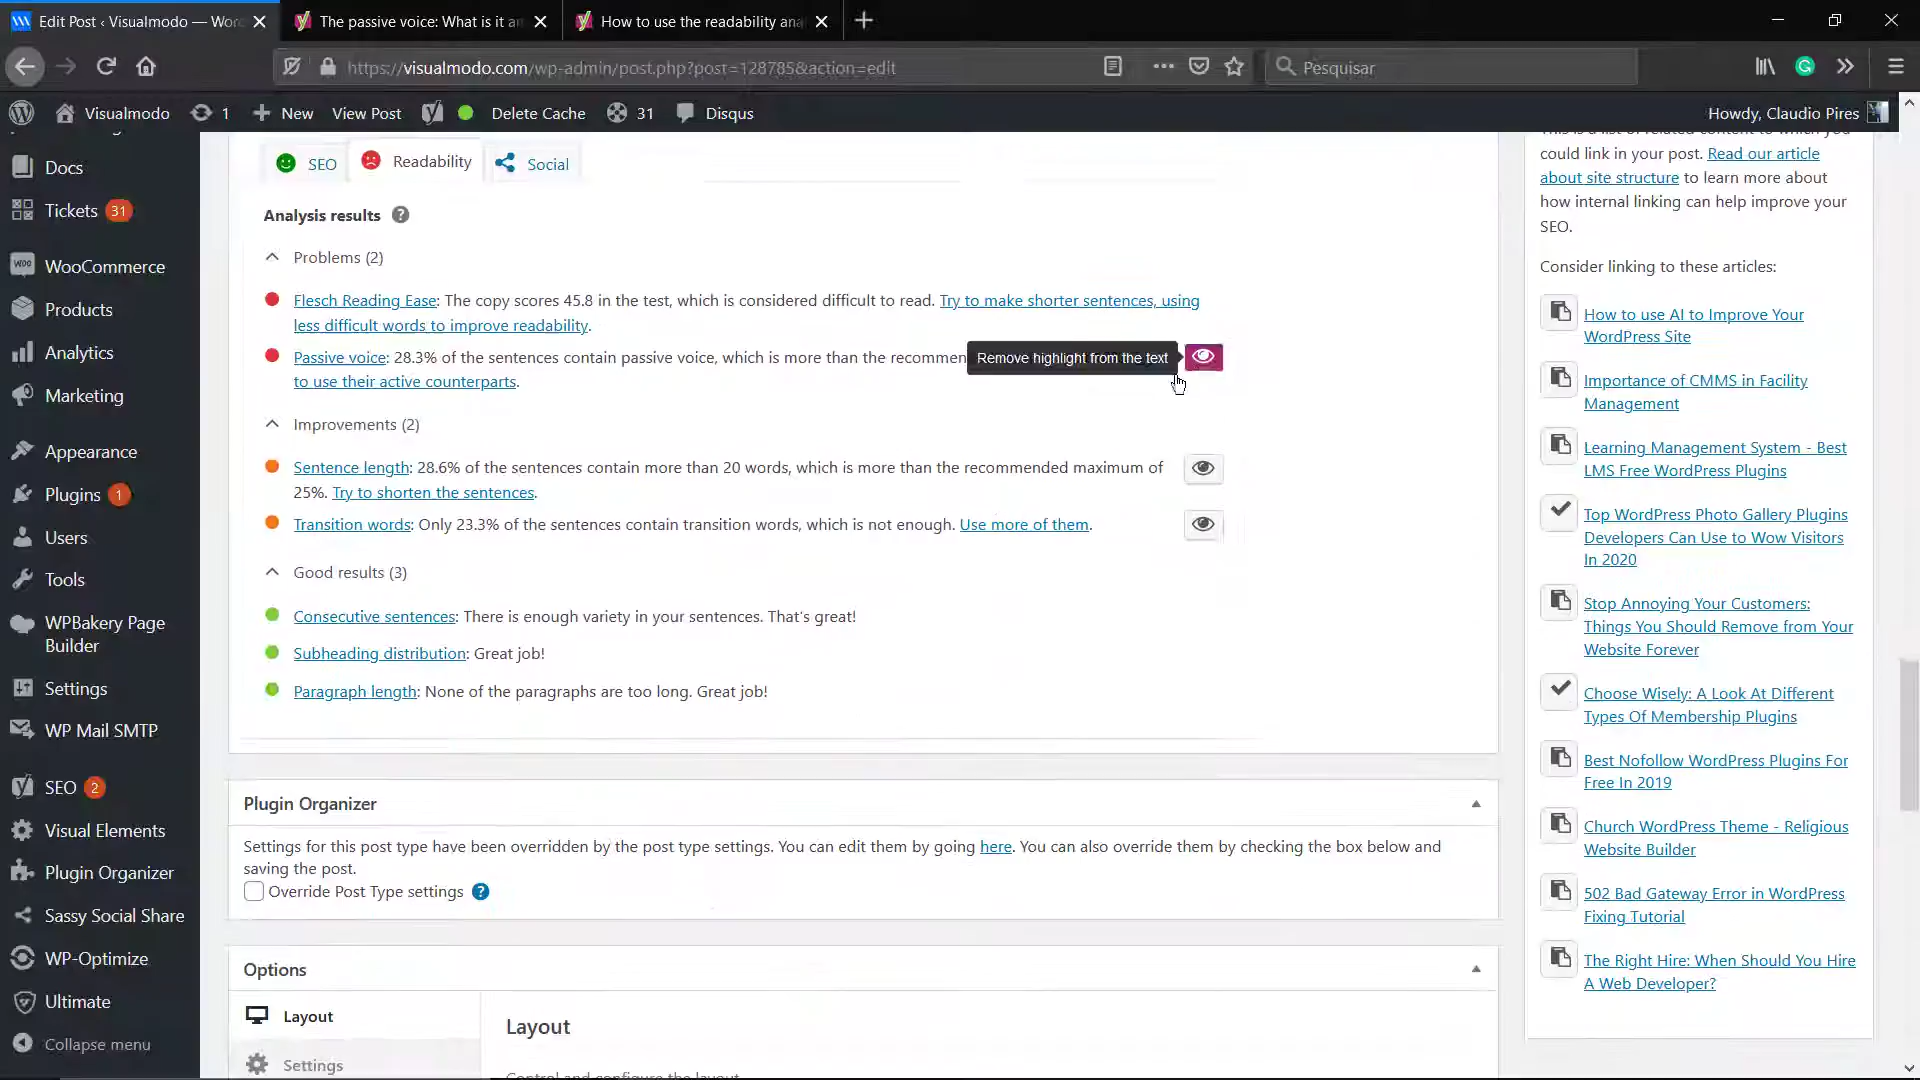 Edit Post ‹ Visualmodo — Wor
The passive voice: What is it a
How to use the readability ana
https://visualmodo.com/wp-admin/post.php?post=128785&action=edit
Pesquisar
Visualmodo
1
New
View Post
Delete Cache
31
Disqus
Howdy, Claudio Pires
Docs
Tickets 31
WooCommerce
Products
Analytics
Marketing
Appearance
Plugins 1
Users
Tools
WPBakery Page
Builder
Settings
WP Mail SMTP
SEO 2
Visual Elements
Plugin Organizer
Sassy Social Share
WP-Optimize
Ultimate
Collapse menu
SEO
Readability
Social
Analysis results
Problems (2)
Flesch Reading Ease: The copy scores 45.8 in the test, which is considered difficult to read. Try to make shorter sentences, using
less difficult words to improve readability.
Passive voice: 28.3% of the sentences contain passive voice, which is more than the recommen
Remove highlight from the text
to use their active counterparts.
Improvements (2)
Sentence length: 28.6% of the sentences contain more than 20 words, which is more than the recommended maximum of
25%. Try to shorten the sentences.
Transition words: Only 23.3% of the sentences contain transition words, which is not enough. Use more of them.
Good results (3)
Consecutive sentences: There is enough variety in your sentences. That's great!
Subheading distribution: Great job!
Paragraph length: None of the paragraphs are too long. Great job!
Plugin Organizer
Settings for this post type have been overridden by the post type settings. You can edit them by going here. You can also override them by checking the box below and
saving the post.
Override Post Type settings
Options
Layout
Settings
Layout
Control and configure the layout
This is a list of related content to which you
could link in your post. Read our article
about site structure to learn more about
how internal linking can help improve your
SEO.
Consider linking to these articles:
How to use AI to Improve Your
WordPress Site
Importance of CMMS in Facility
Management
Learning Management System - Best
LMS Free WordPress Plugins
Top WordPress Photo Gallery Plugins
Developers Can Use to Wow Visitors
In 2020
Stop Annoying Your Customers:
Things You Should Remove from Your
Website Forever
Choose Wisely: A Look At Different
Types Of Membership Plugins
Best Nofollow WordPress Plugins For
Free In 2019
Church WordPress Theme - Religious
Website Builder
502 Bad Gateway Error in WordPress
Fixing Tutorial
The Right Hire: When Should You Hire
A Web Developer?